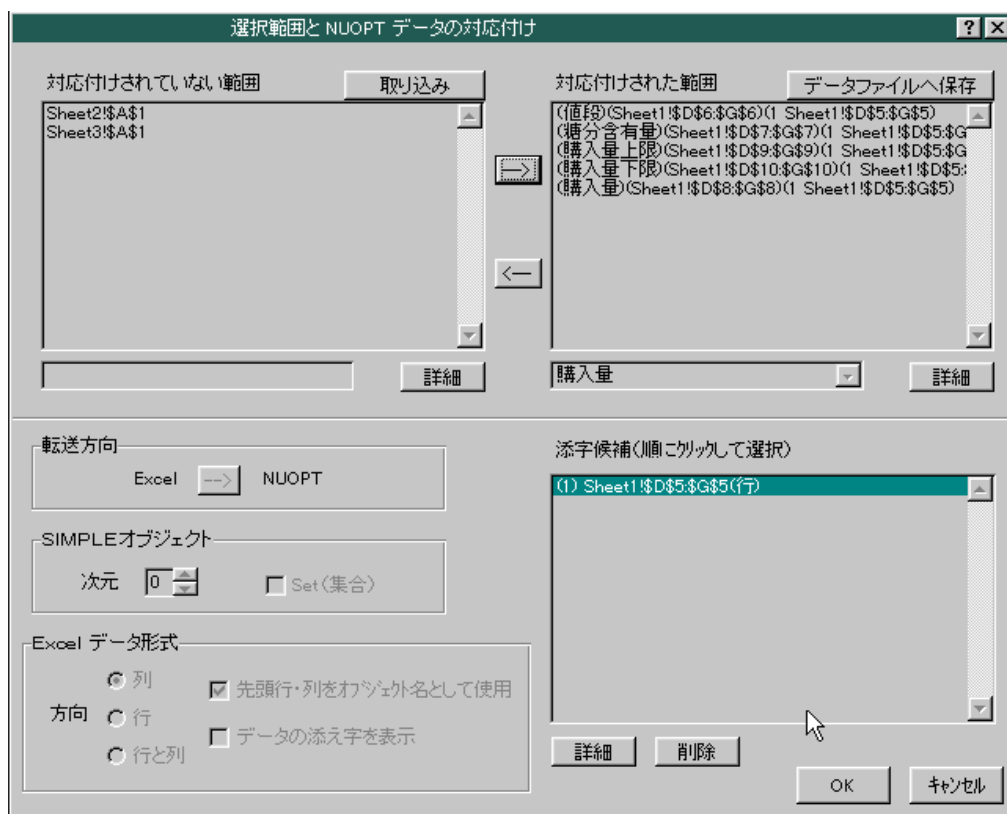 選択範囲と NUOPT データの対応付け
対応付けされていない範囲
取り込み
Sheet2!$A$1
Sheet3!$A$1
詳細
-->
<--
対応付けされた範囲
データファイルへ保存
(値段)(Sheet1!$D$6:$G$6)(1 Sheet1!$D$5:$G$5)
(糖分含有量)(Sheet1!$D$7:$G$7)(1 Sheet1!$D$5:$G
(購入量上限)(Sheet1!$D$9:$G$9)(1 Sheet1!$D$5:$G
(購入量下限)(Sheet1!$D$10:$G$10)(1 Sheet1!$D$5:
(購入量)(Sheet1!$D$8:$G$8)(1 Sheet1!$D$5:$G$5)
購入量
詳細
転送方向
Excel --> NUOPT
SIMPLEオブジェクト
次元 0 Set(集合)
Excel データ形式
方向
列
行
行と列
先頭行・列をオブジェクト名として使用
データの添え字を表示
添字候補(順にクリックして選択)
(1) Sheet1!$D$5:$G$5(行)
詳細
削除
OK
キャンセル